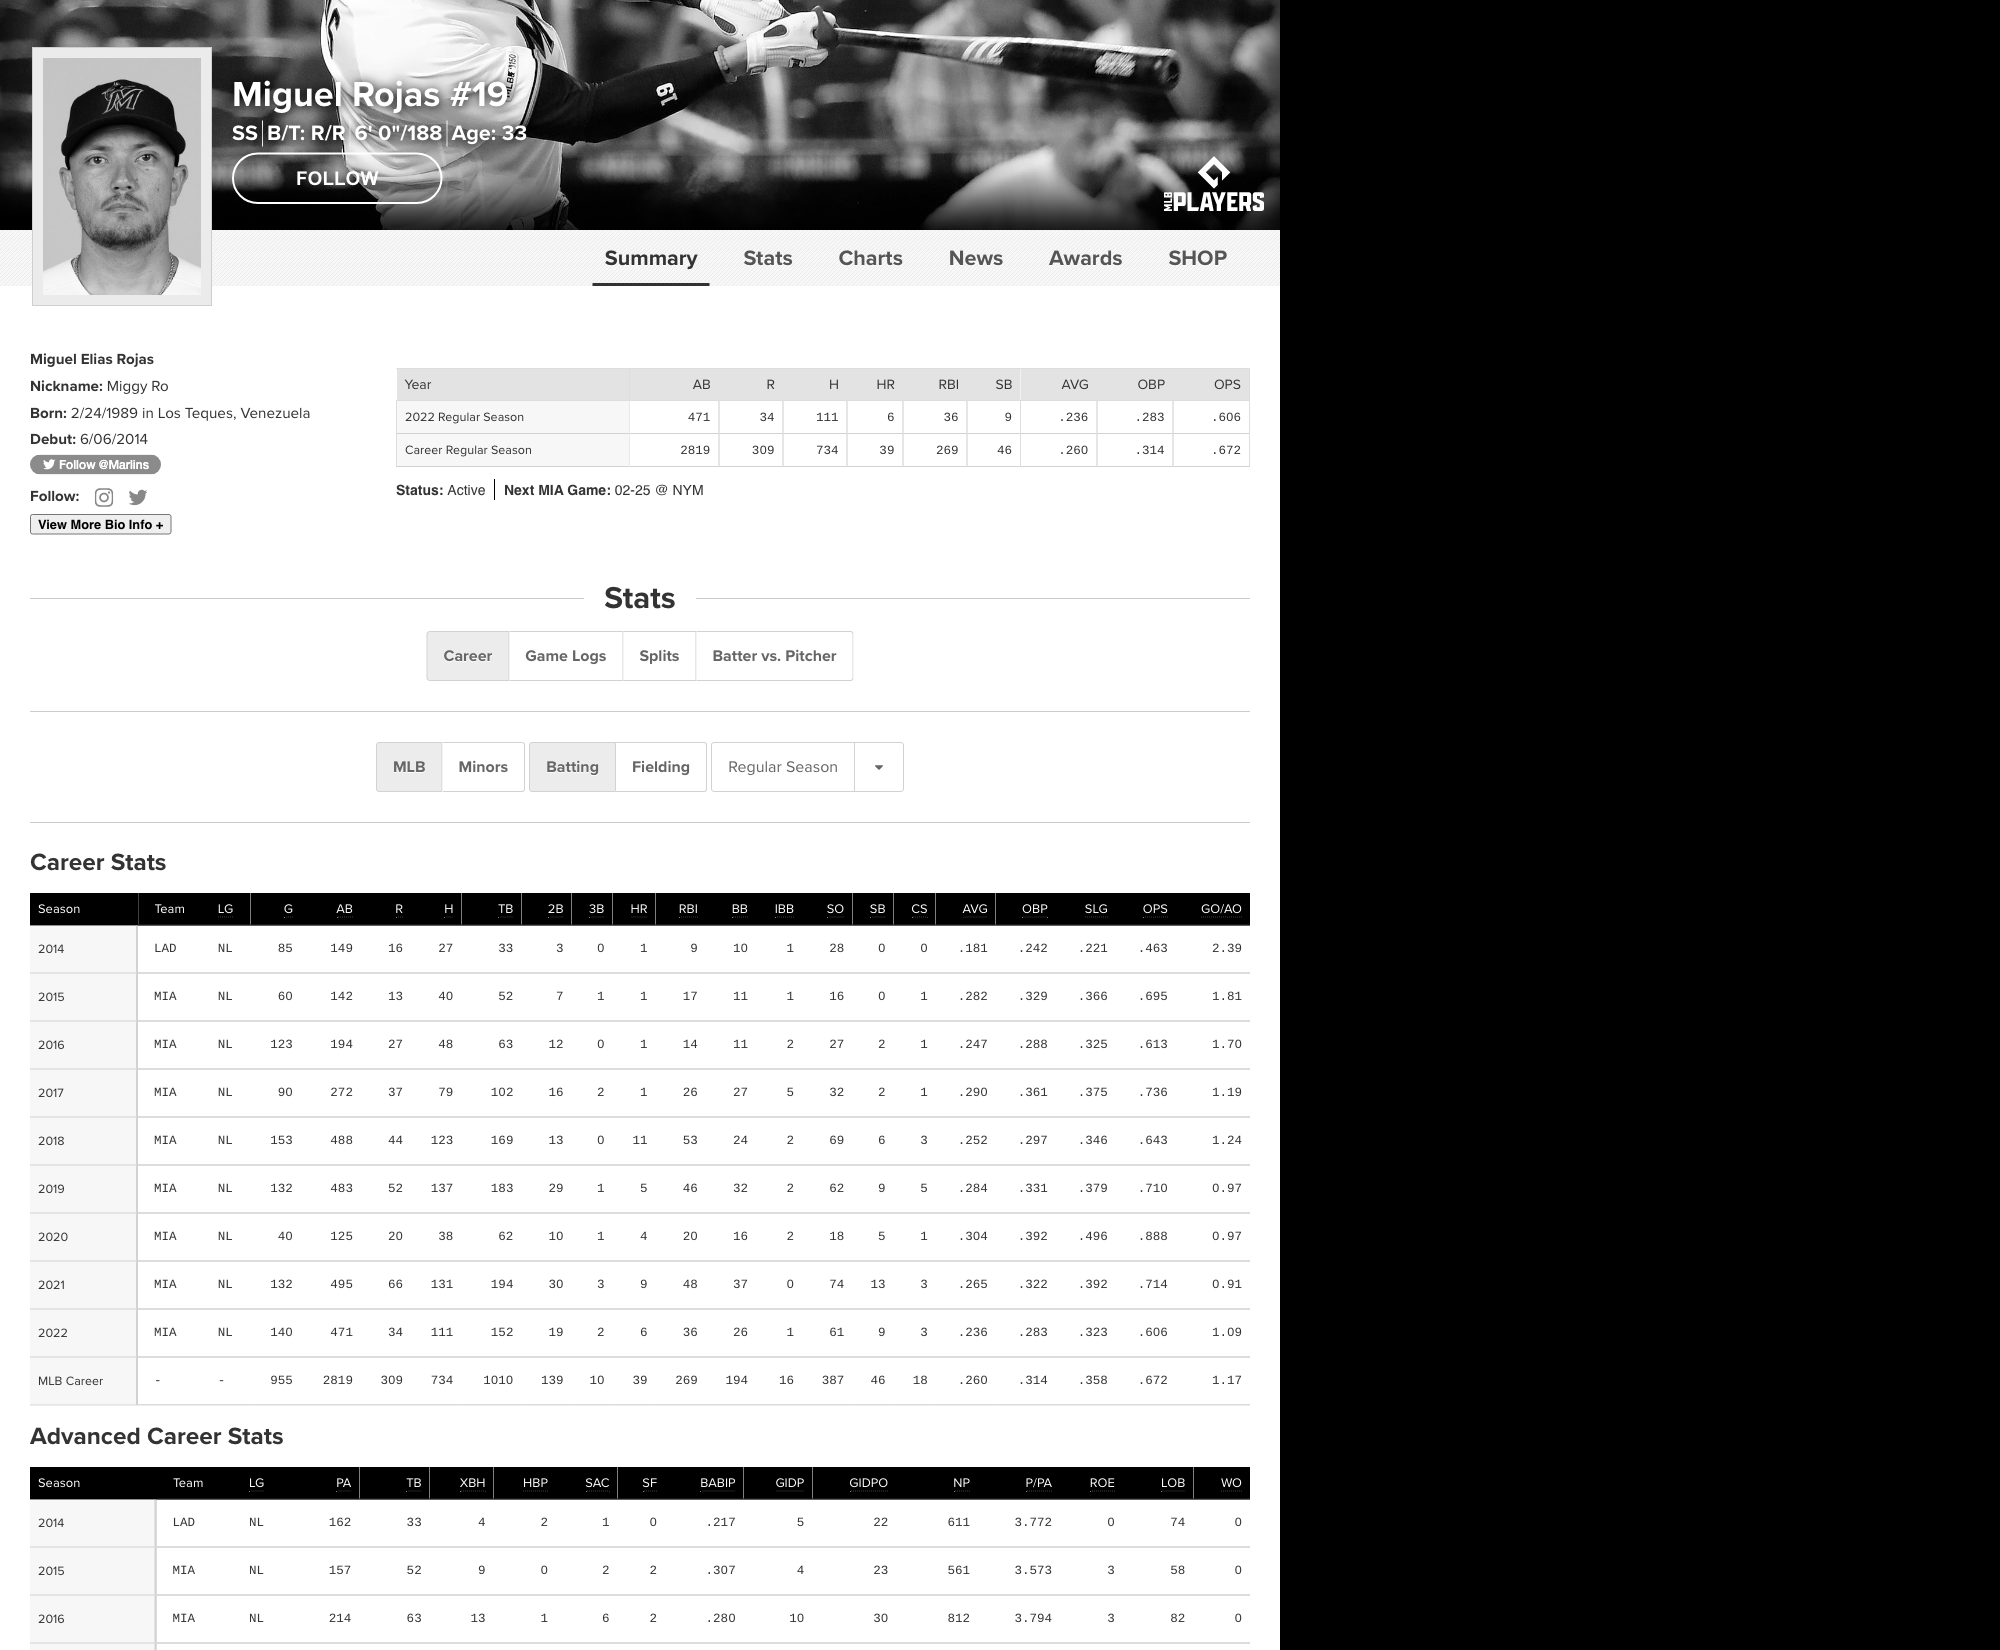 Miguel Rojas #19
SS B/T: R/R 6' 0"/188 Age: 33
FOLLOW
19
MLB PLAYERS
Summary Stats Charts News Awards SHOP
Miguel Elias Rojas
Nickname: Miggy Ro
Born: 2/24/1989 in Los Teques, Venezuela
Debut: 6/06/2014
Follow @Marlins
Follow:
View More Bio Info +
Year AB R H HR RBI SB AVG OBP OPS
2022 Regular Season 471 34 111 6 36 9 .236 .283 .606
Career Regular Season 2819 309 734 39 269 46 .260 .314 .672
Status: Active Next MIA Game: 02-25 @ NYM
Stats
Career Game Logs Splits Batter vs. Pitcher
MLB Minors Batting Fielding Regular Season
Career Stats
Season Team LG G AB R H TB 2B 3B HR RBI BB IBB SO SB CS AVG OBP SLG OPS GO/AO
2014 LAD NL 85 149 16 27 33 3 0 1 9 10 1 28 0 0 .181 .242 .221 .463 2.39
2015 MIA NL 60 142 13 40 52 7 1 1 17 11 1 16 0 1 .282 .329 .366 .695 1.81
2016 MIA NL 123 194 27 48 63 12 0 1 14 11 2 27 2 1 .247 .288 .325 .613 1.70
2017 MIA NL 90 272 37 79 102 16 2 1 26 27 5 32 2 1 .290 .361 .375 .736 1.19
2018 MIA NL 153 488 44 123 169 13 0 11 53 24 2 69 6 3 .252 .297 .346 .643 1.24
2019 MIA NL 132 483 52 137 183 29 1 5 46 32 2 62 9 5 .284 .331 .379 .710 0.97
2020 MIA NL 40 125 20 38 62 10 1 4 20 16 2 18 5 1 .304 .392 .496 .888 0.97
2021 MIA NL 132 495 66 131 194 30 3 9 48 37 0 74 13 3 .265 .322 .392 .714 0.91
2022 MIA NL 140 471 34 111 152 19 2 6 36 26 1 61 9 3 .236 .283 .323 .606 1.09
MLB Career - - 955 2819 309 734 1010 139 10 39 269 194 16 387 46 18 .260 .314 .358 .672 1.17
Advanced Career Stats
Season Team LG PA TB XBH HBP SAC SF BABIP GIDP GIDPO NP P/PA ROE LOB WO
2014 LAD NL 162 33 4 2 1 0 .217 5 22 611 3.772 0 74 0
2015 MIA NL 157 52 9 0 2 2 .307 4 23 561 3.573 3 58 0
2016 MIA NL 214 63 13 1 6 2 .280 10 30 812 3.794 3 82 0